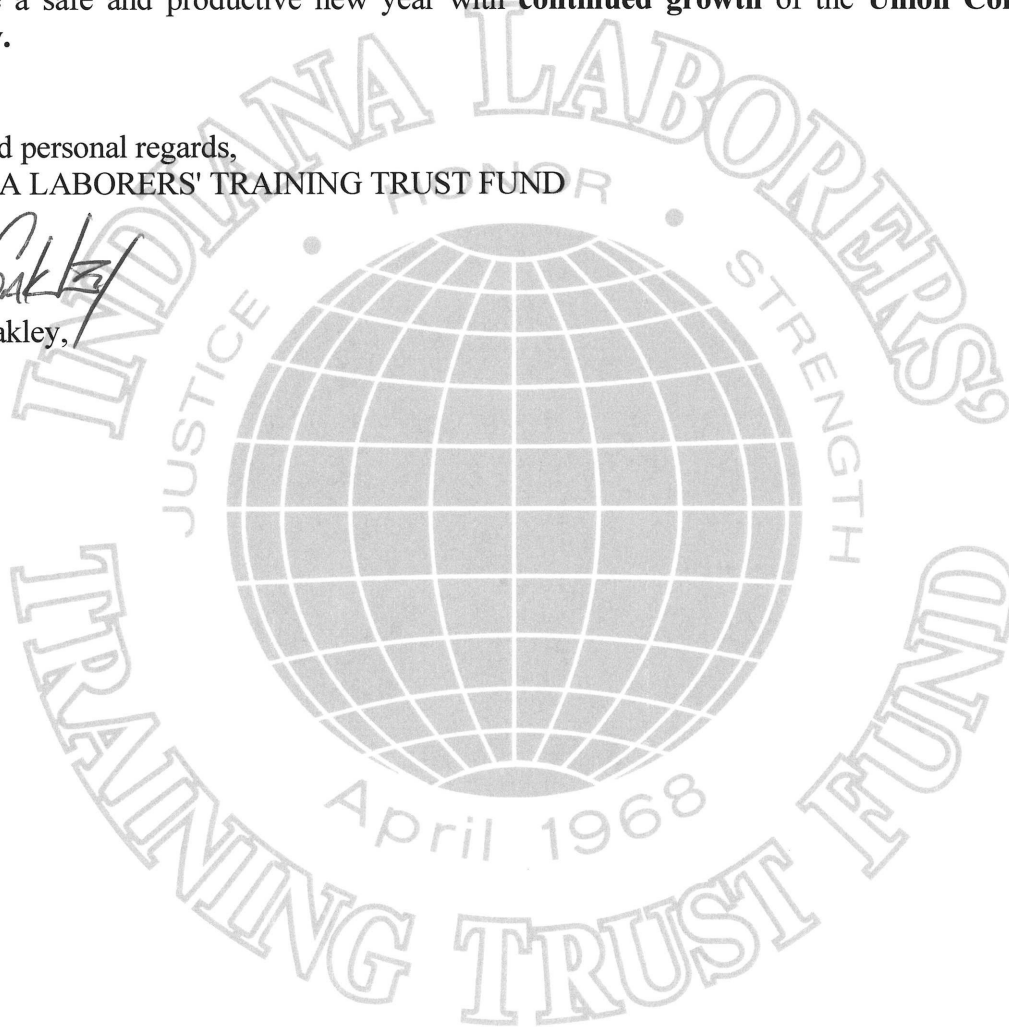 a safe and productive new year with continued growth of the Union
d personal regards,
A LABORERS' TRAINING TRUST FUND
akley,
INDIANA LABORERS'
HONOR
JUSTICE
STRENGTH
April 1968
TRAINING TRUST FUND